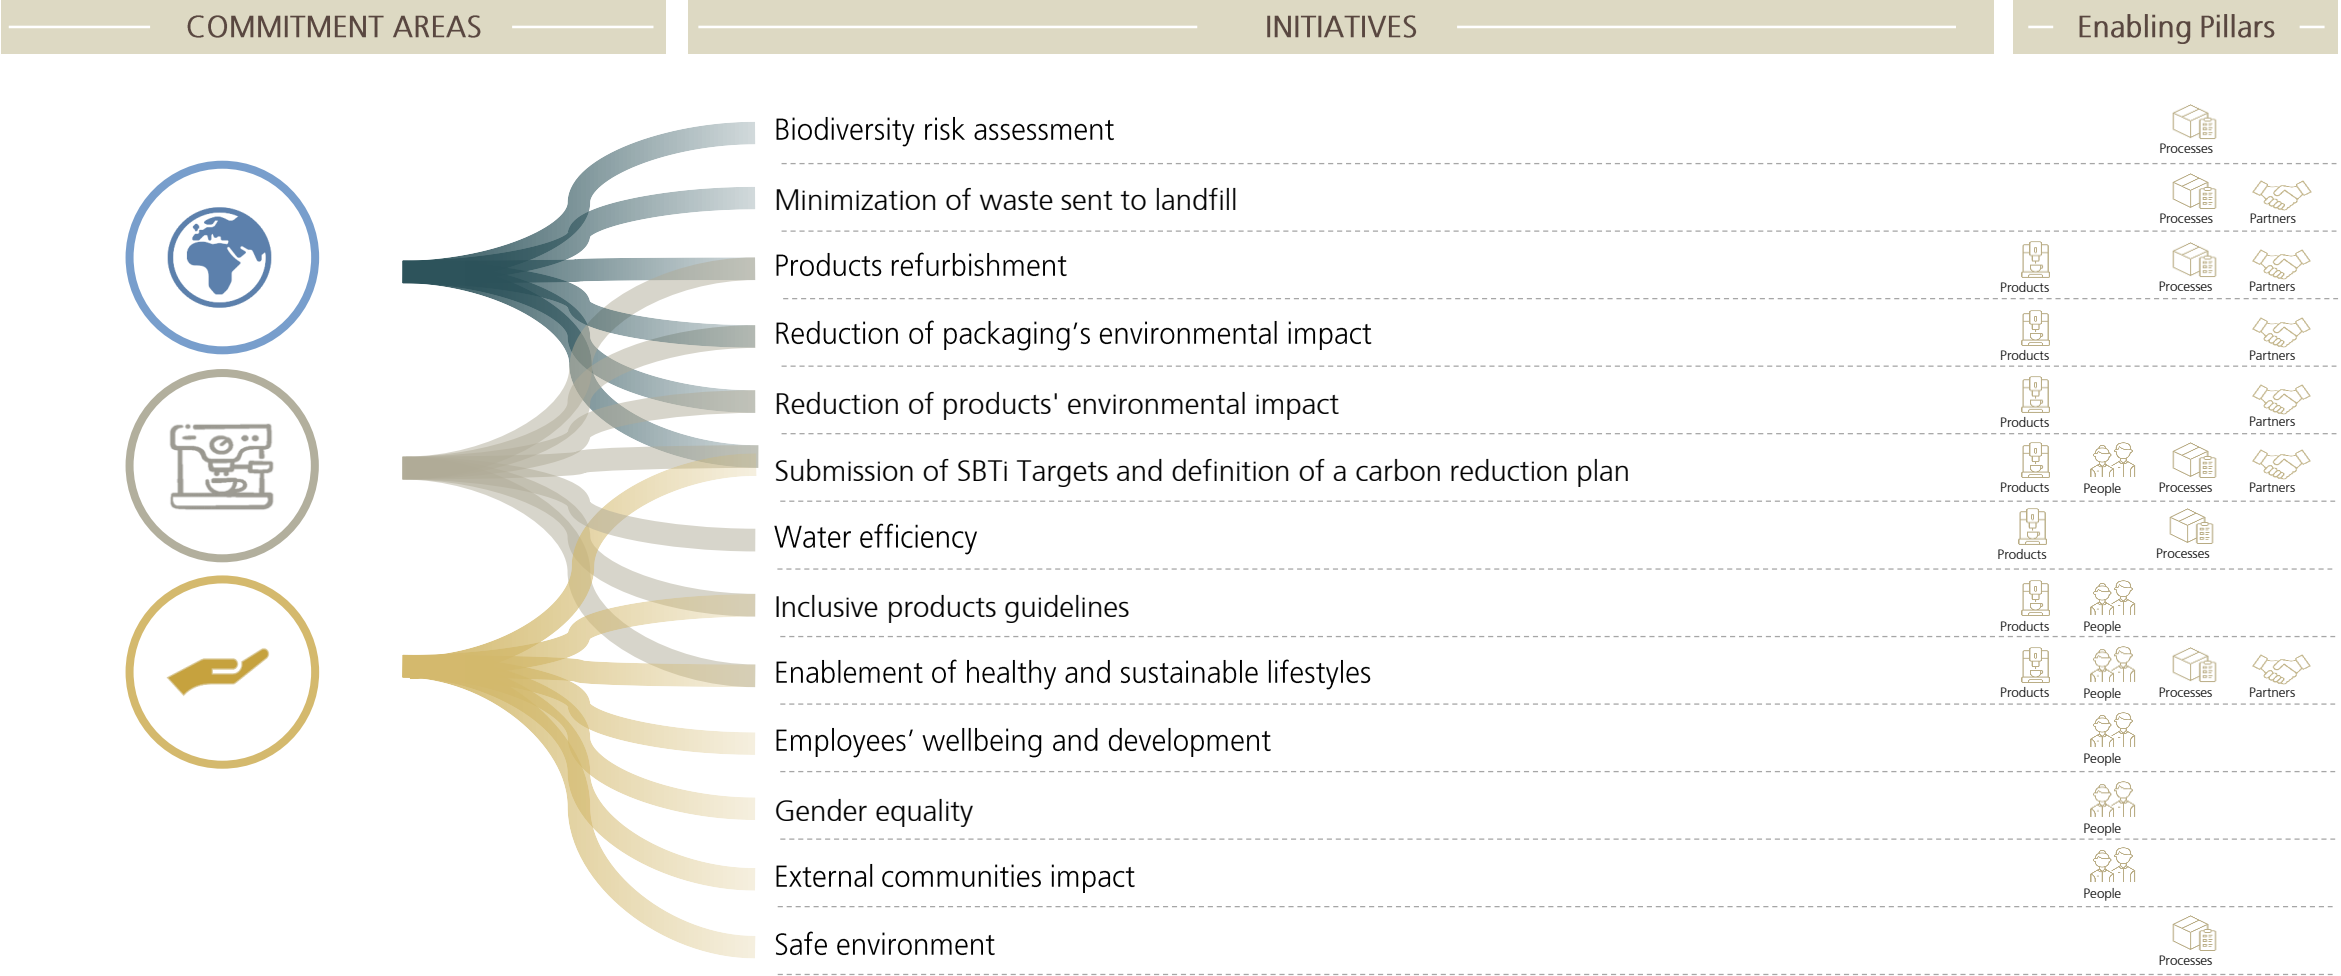 COMMITMENT AREAS
INITIATIVES
Enabling Pillars
Biodiversity risk assessment
Processes
Minimization of waste sent to landfill
Processes
Partners
Products refurbishment
Products
Processes
Partners
Reduction of packaging’s environmental impact
Products
Partners
Reduction of products' environmental impact
Products
Partners
Submission of SBTi Targets and definition of a carbon reduction plan
Products
People
Processes
Partners
Water efficiency
Products
Processes
Inclusive products guidelines
Products
People
Enablement of healthy and sustainable lifestyles
Products
People
Processes
Partners
Employees’ wellbeing and development
People
Gender equality
People
External communities impact
People
Safe environment
Processes